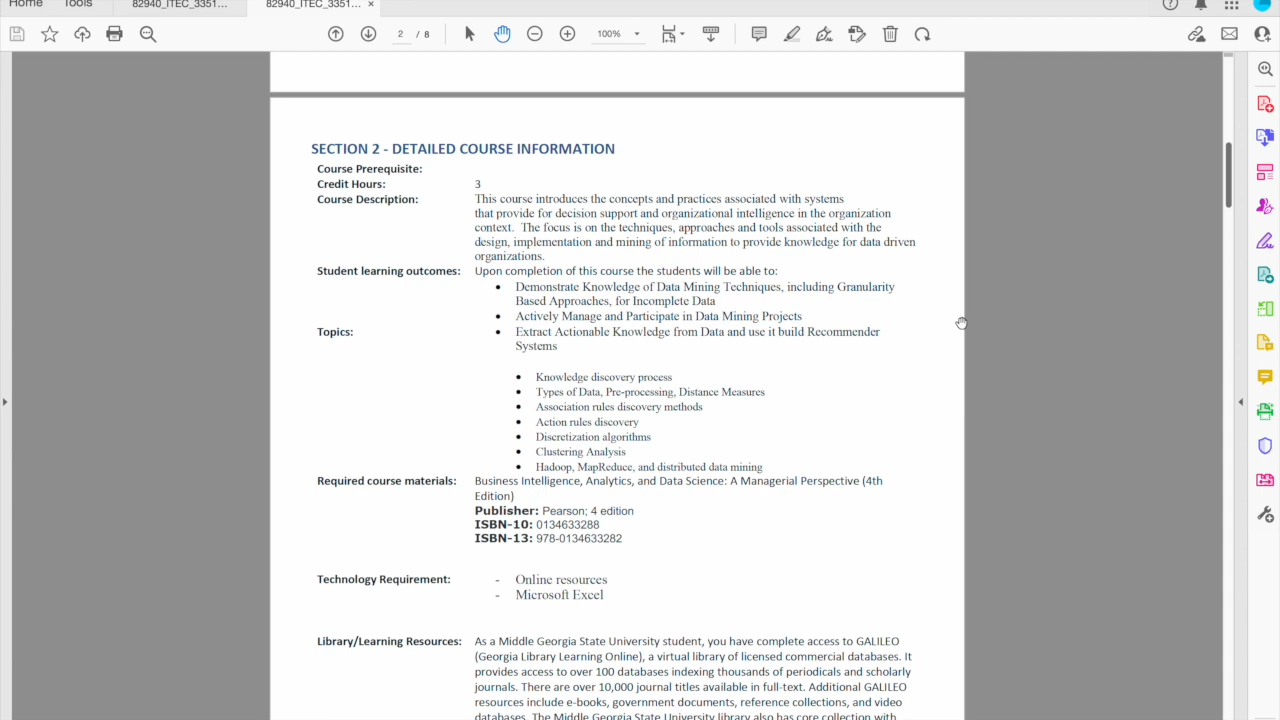 Home Tools 82940_ITEC_3351... 82940_ITEC_3351... ×
2 / 8 100%
SECTION 2 - DETAILED COURSE INFORMATION
Course Prerequisite:
Credit Hours: 3
Course Description: This course introduces the concepts and practices associated with systems
that provide for decision support and organizational intelligence in the organization
context. The focus is on the techniques, approaches and tools associated with the
design, implementation and mining of information to provide knowledge for data driven
organizations.
Student learning outcomes: Upon completion of this course the students will be able to:
• Demonstrate Knowledge of Data Mining Techniques, including Granularity
Based Approaches, for Incomplete Data
• Actively Manage and Participate in Data Mining Projects
Topics: • Extract Actionable Knowledge from Data and use it build Recommender
Systems
• Knowledge discovery process
• Types of Data, Pre-processing, Distance Measures
• Association rules discovery methods
• Action rules discovery
• Discretization algorithms
• Clustering Analysis
• Hadoop, MapReduce, and distributed data mining
Required course materials: Business Intelligence, Analytics, and Data Science: A Managerial Perspective (4th
Edition)
Publisher: Pearson; 4 edition
ISBN-10: 0134633288
ISBN-13: 978-0134633282
Technology Requirement: - Online resources
- Microsoft Excel
Library/Learning Resources: As a Middle Georgia State University student, you have complete access to GALILEO
(Georgia Library Learning Online), a virtual library of licensed commercial databases. It
provides access to over 100 databases indexing thousands of periodicals and scholarly
journals. There are over 10,000 journal titles available in full-text. Additional GALILEO
resources include e-books, government documents, reference collections, and video
databases. The Middle Georgia State University library also has core collection with